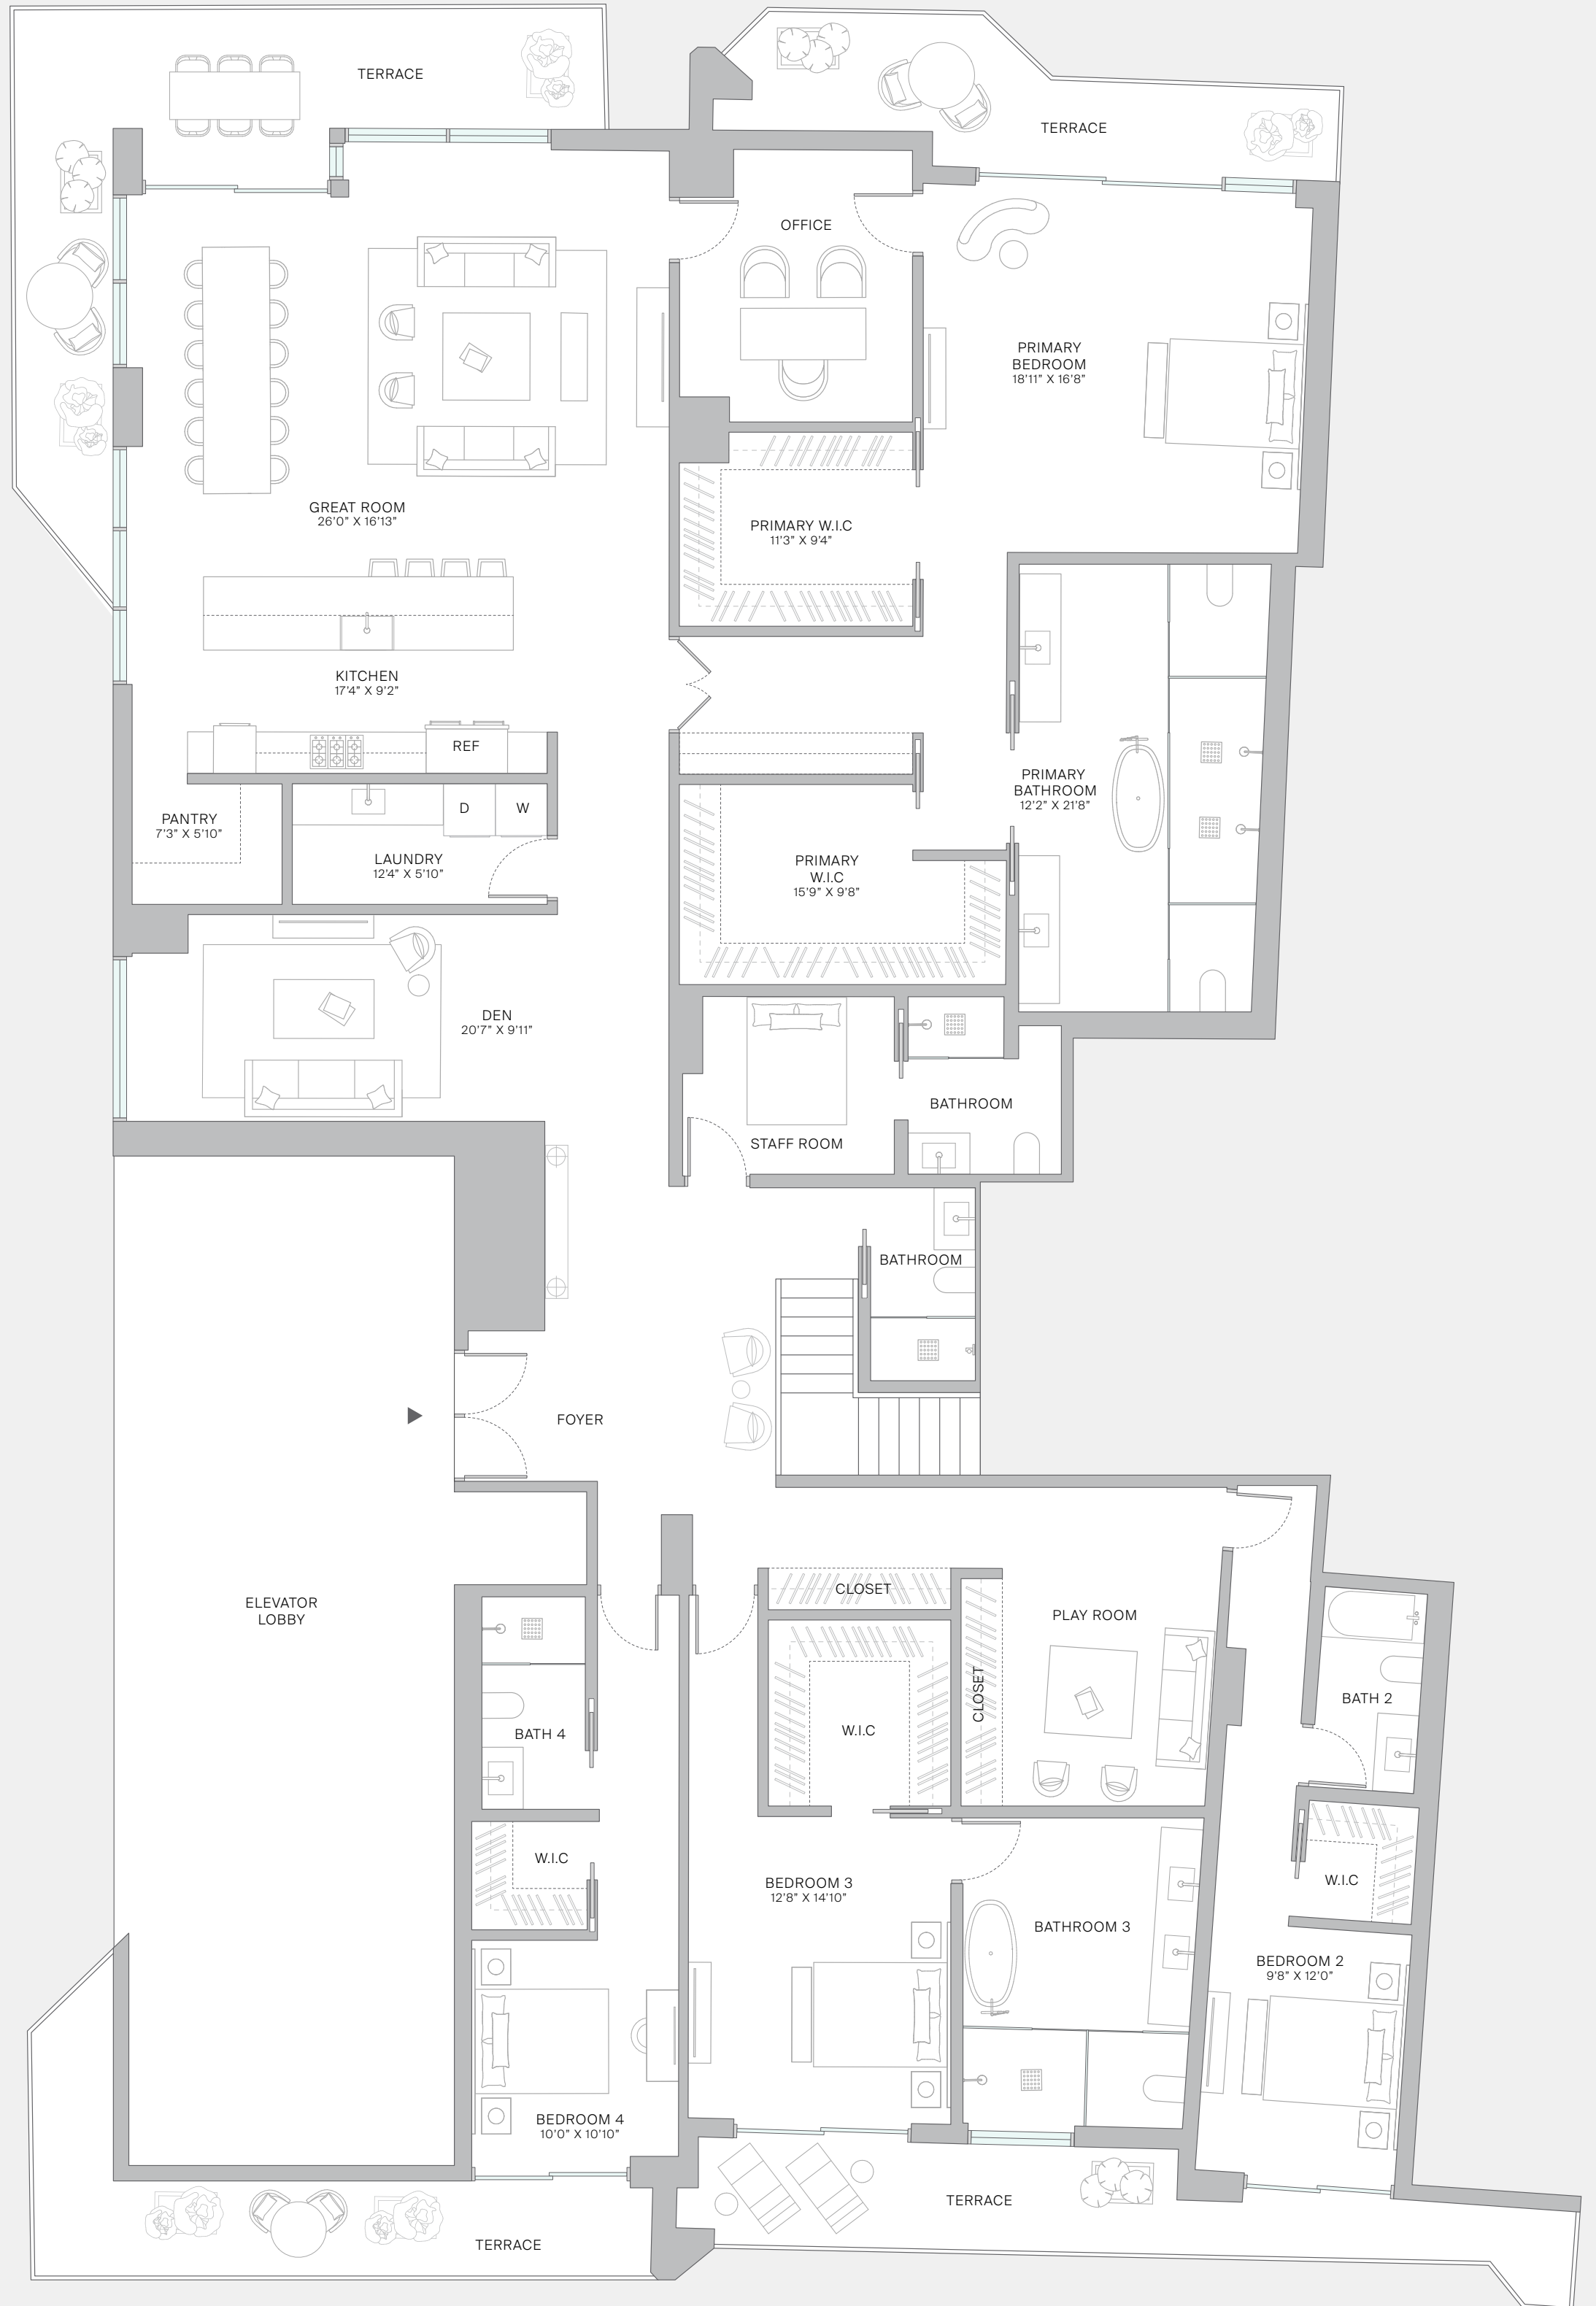 TERRACE
TERRACE
OFFICE
PRIMARY
BEDROOM
18'11" X 16'8"
GREAT ROOM
26'0" X 16'13"
PRIMARY W.I.C
11'3" X 9'4"
KITCHEN
17'4" X 9'2"
REF
PRIMARY
BATHROOM
12'2" X 21'8"
D
W
PANTRY
7'3" X 5'10"
LAUNDRY
12'4" X 5'10"
PRIMARY
W.I.C
15'9" X 9'8"
DEN
20'7" X 9'11"
BATHROOM
STAFF ROOM
BATHROOM
FOYER
ELEVATOR
LOBBY
CLOSET
PLAY ROOM
CLOSET
BATH 2
BATH 4
W.I.C
W.I.C
W.I.C
BEDROOM 3
12'8" X 14'10"
BATHROOM 3
BEDROOM 2
9'8" X 12'0"
BEDROOM 4
10'0" X 10'10"
TERRACE
TERRACE